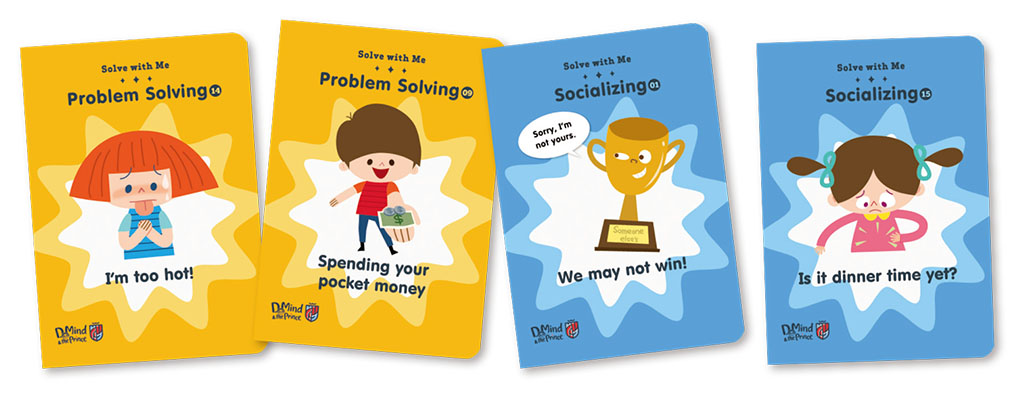 Solve with Me
Problem Solving 14
I'm too hot!
Dr Mind
& the Prince
Solve with Me
Problem Solving 09
Spending your
pocket money
Dr Mind
& the Prince
Solve with Me
Socializing 01
Sorry, I'm
not yours.
Someone
else's
We may not win!
Dr Mind
& the Prince
Solve with Me
Socializing 15
Is it dinner time yet?
Dr Mind
& the Prince